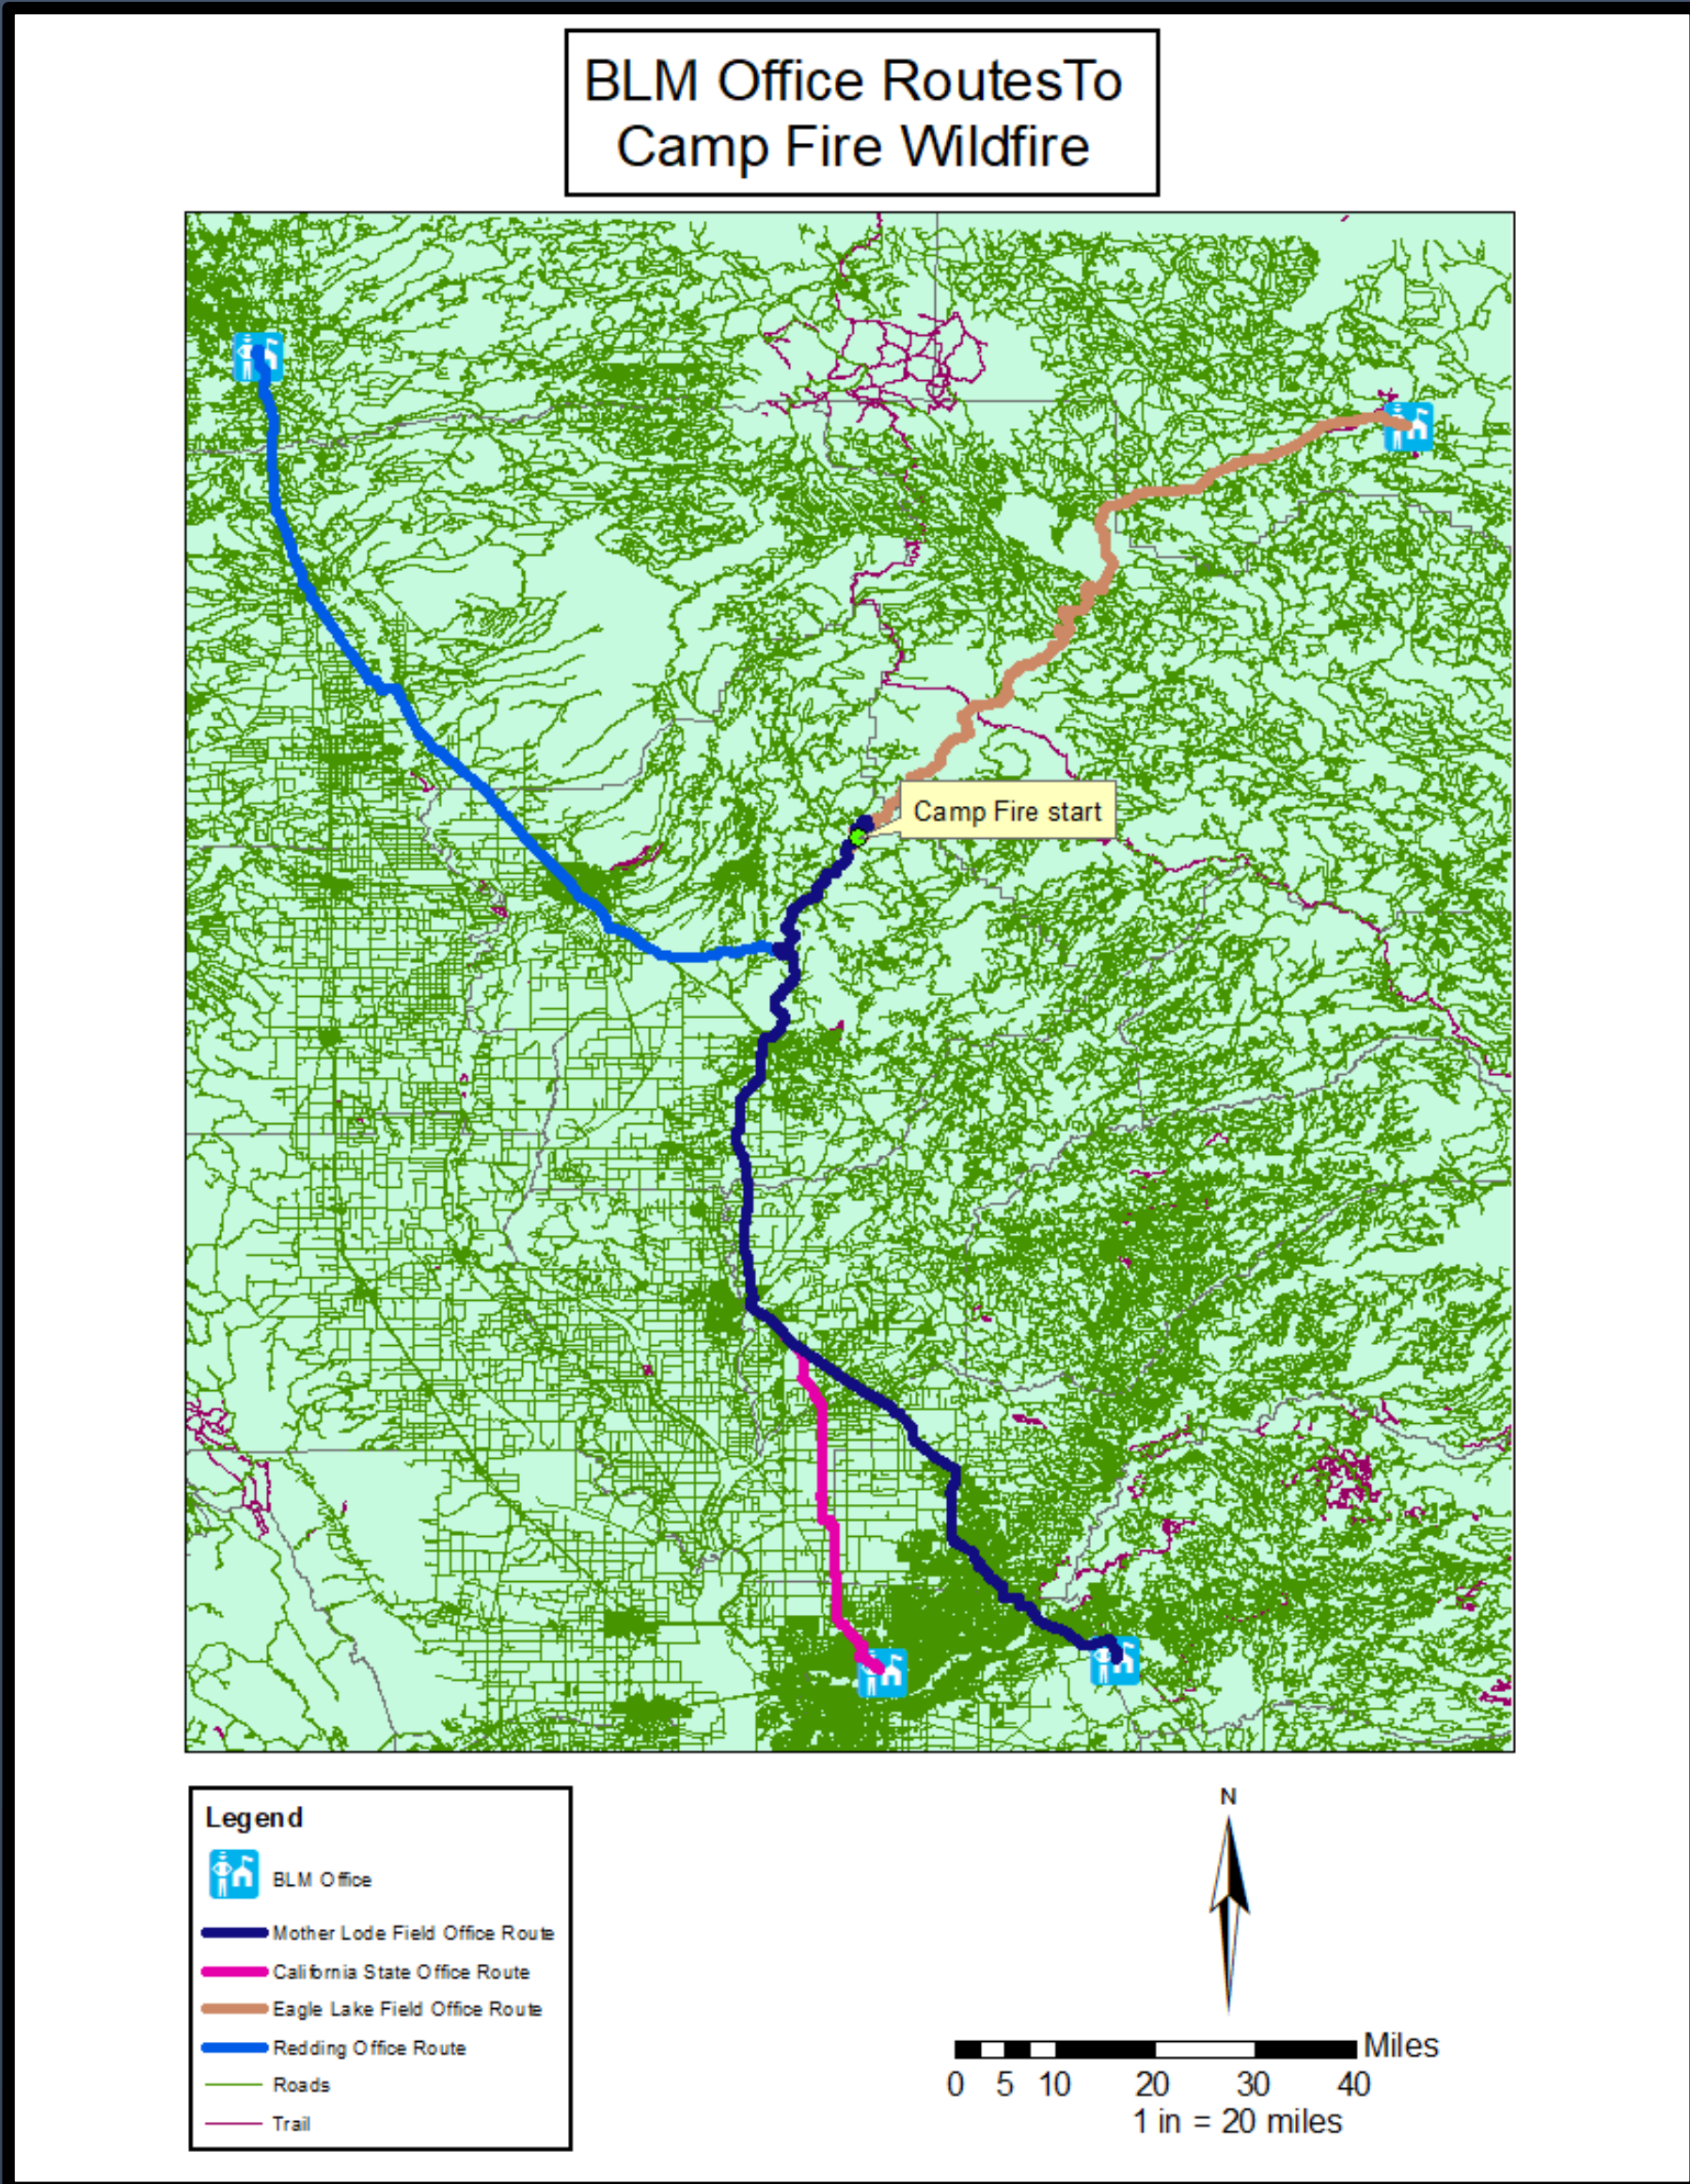 BLM Office RoutesTo
Camp Fire Wildfire
Camp Fire start
Legend
BLM Office
Mother Lode Field Office Route
California State Office Route
Eagle Lake Field Office Route
Redding Office Route
Roads
Trail
N
Miles
0 5 10 20 30 40
1 in = 20 miles